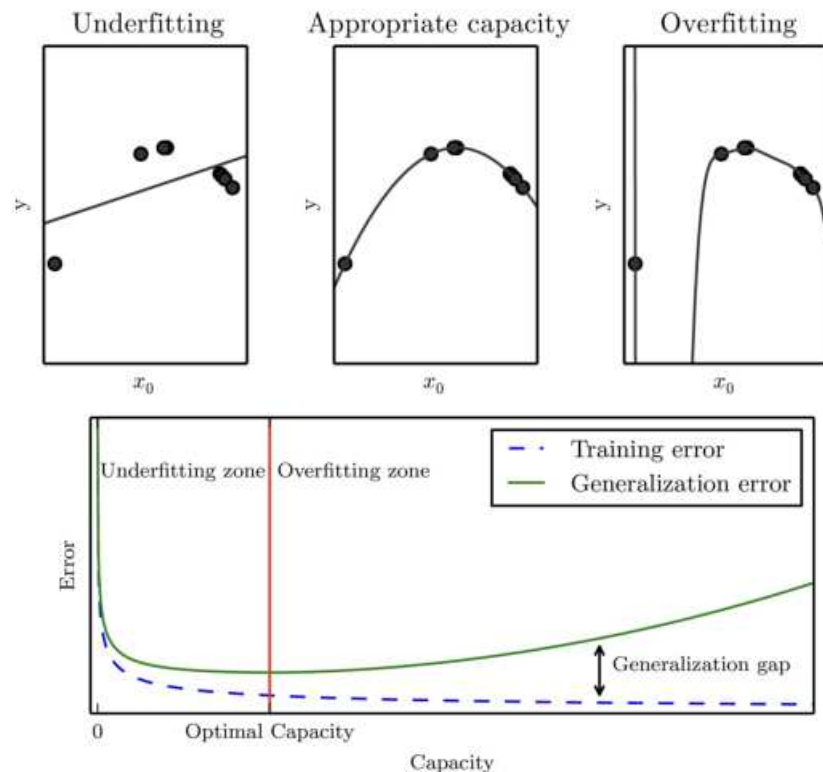 Underfitting
Appropriate capacity
Overfitting
y
y
y
x0
x0
x0
Underfitting zone
Overfitting zone
Training error
Generalization error
Error
Generalization gap
0
Optimal Capacity
Capacity